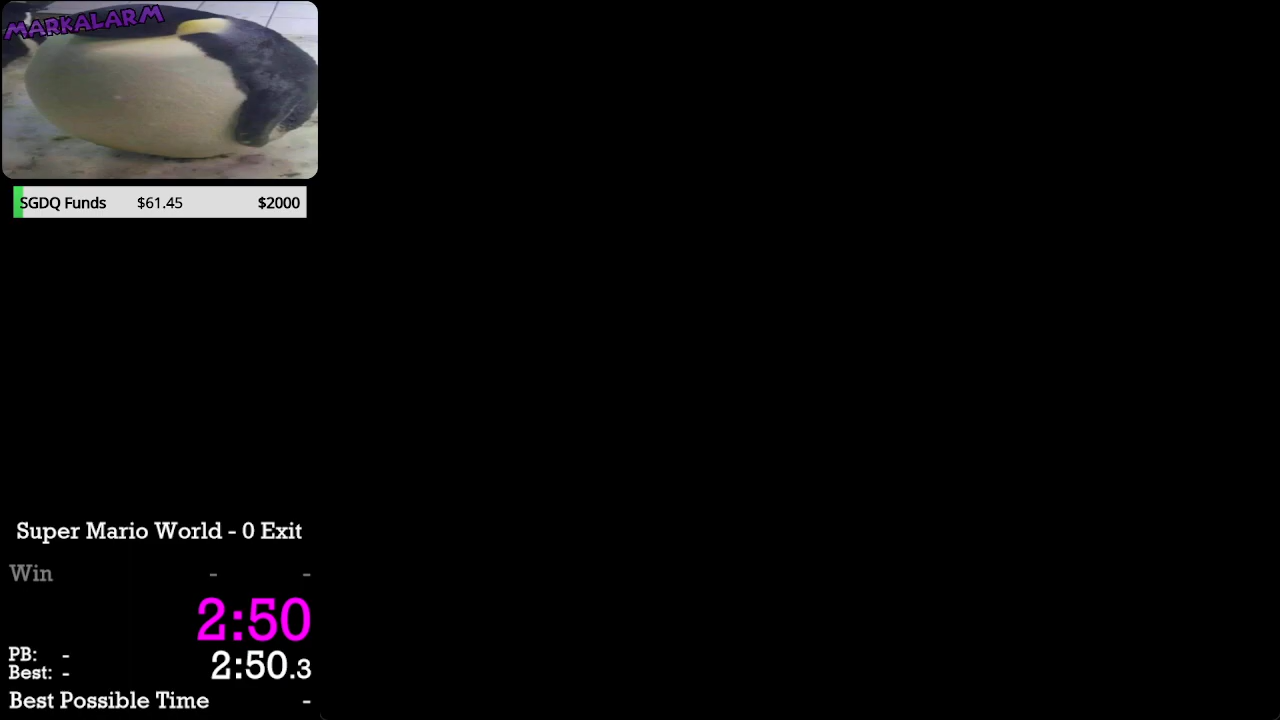 MARKALARM
SGDQ Funds $61.45 $2000
Super Mario World - 0 Exit
Win - -
2:50
PB: -
2:50.3
Best: -
Best Possible Time -